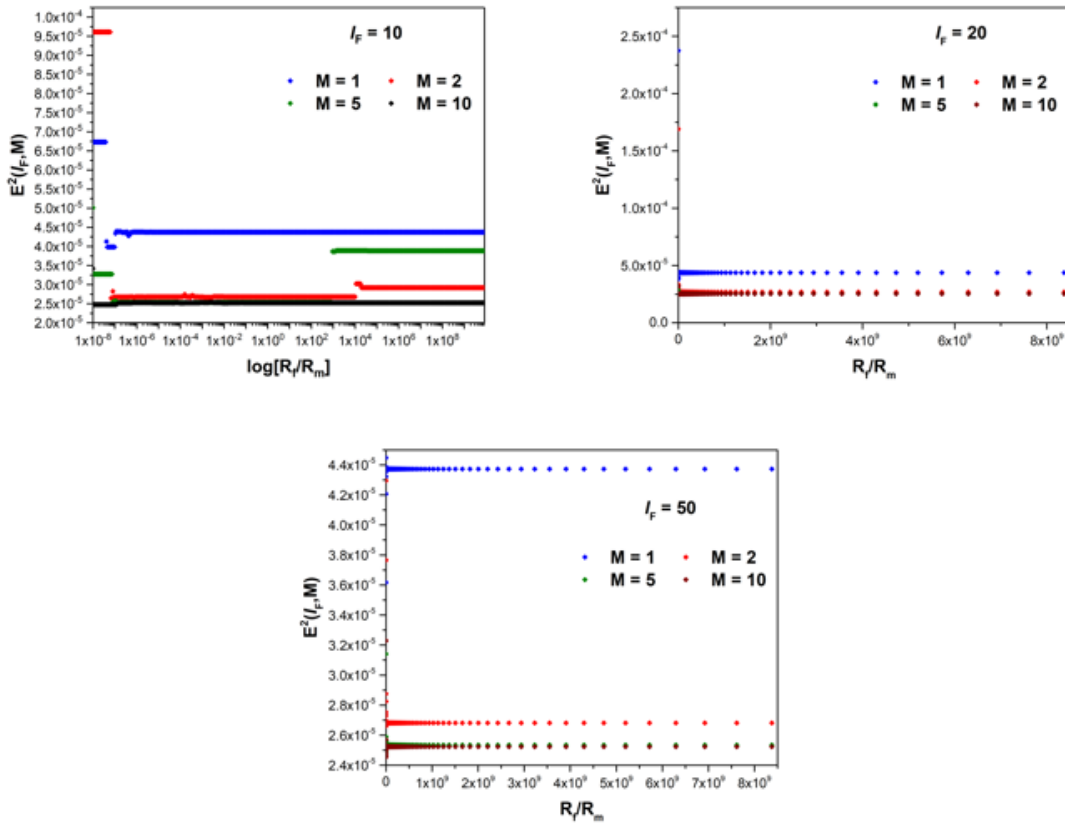 1.0x10⁻⁴
9.5x10⁻⁵
9.0x10⁻⁵
8.5x10⁻⁵
8.0x10⁻⁵
7.5x10⁻⁵
7.0x10⁻⁵
6.5x10⁻⁵
6.0x10⁻⁵
5.5x10⁻⁵
5.0x10⁻⁵
4.5x10⁻⁵
4.0x10⁻⁵
3.5x10⁻⁵
3.0x10⁻⁵
2.5x10⁻⁵
2.0x10⁻⁵
E²(l_F,M)
l_F = 10
M = 1 M = 2
M = 5 M = 10
1x10⁻⁸ 1x10⁻⁶ 1x10⁻⁴ 1x10⁻² 1x10⁰ 1x10² 1x10⁴ 1x10⁶ 1x10⁸
log[R_f/R_m]
2.5x10⁻⁴
2.0x10⁻⁴
1.5x10⁻⁴
1.0x10⁻⁴
5.0x10⁻⁵
0.0
E²(l_F,M)
l_F = 20
M = 1 M = 2
M = 5 M = 10
0 2x10⁹ 4x10⁹ 6x10⁹ 8x10⁹
R_f/R_m
4.4x10⁻⁵
4.2x10⁻⁵
4.0x10⁻⁵
3.8x10⁻⁵
3.6x10⁻⁵
3.4x10⁻⁵
3.2x10⁻⁵
3.0x10⁻⁵
2.8x10⁻⁵
2.6x10⁻⁵
2.4x10⁻⁵
E²(l_F,M)
l_F = 50
M = 1 M = 2
M = 5 M = 10
0 1x10⁹ 2x10⁹ 3x10⁹ 4x10⁹ 5x10⁹ 6x10⁹ 7x10⁹ 8x10⁹
R_f/R_m